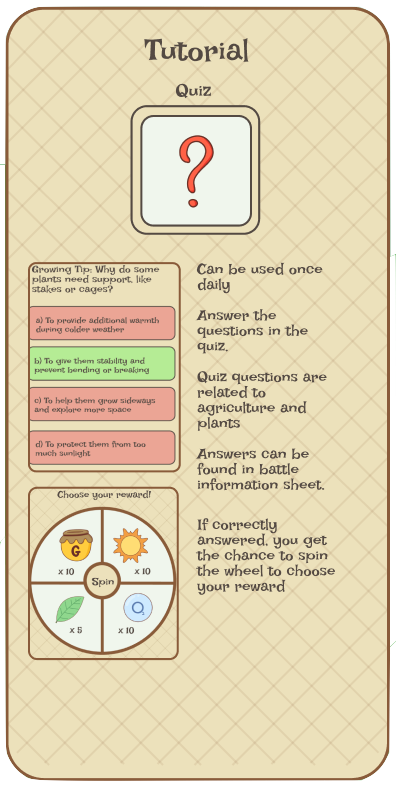 Tutorial
Quiz
Growing Tip: Why do some
plants need support, like
stakes or cages?
a) To provide additional warmth
during colder weather
b) To give them stability and
prevent bending or breaking
c) To help them grow sideways
and explore more space
d) To protect them from too
much sunlight
Can be used once
daily
Answer the
questions in the
quiz.
Quiz questions are
related to
agriculture and
plants
Answers can be
found in battle
information sheet.
If correctly
answered, you get
the chance to spin
the wheel to choose
your reward
Choose your reward!
G
x 10
x 10
Spin
O₂
x 5
x 10